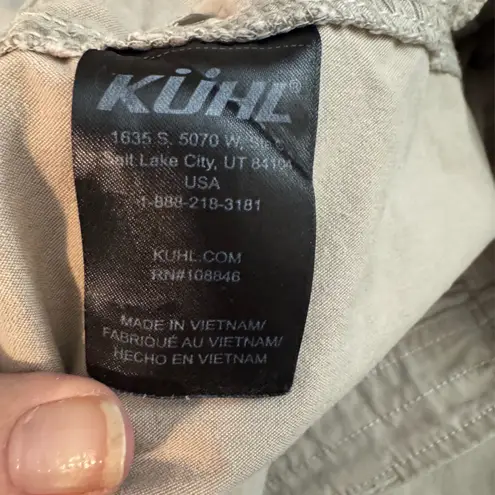 KÜHL®
1635 S. 5070 W,
Salt Lake City, UT 84104
USA
1-888-218-3181
KUHL.COM
RN#108846
MADE IN VIETNAM/
FABRIQUÉ AU VIETNAM/
HECHO EN VIETNAM